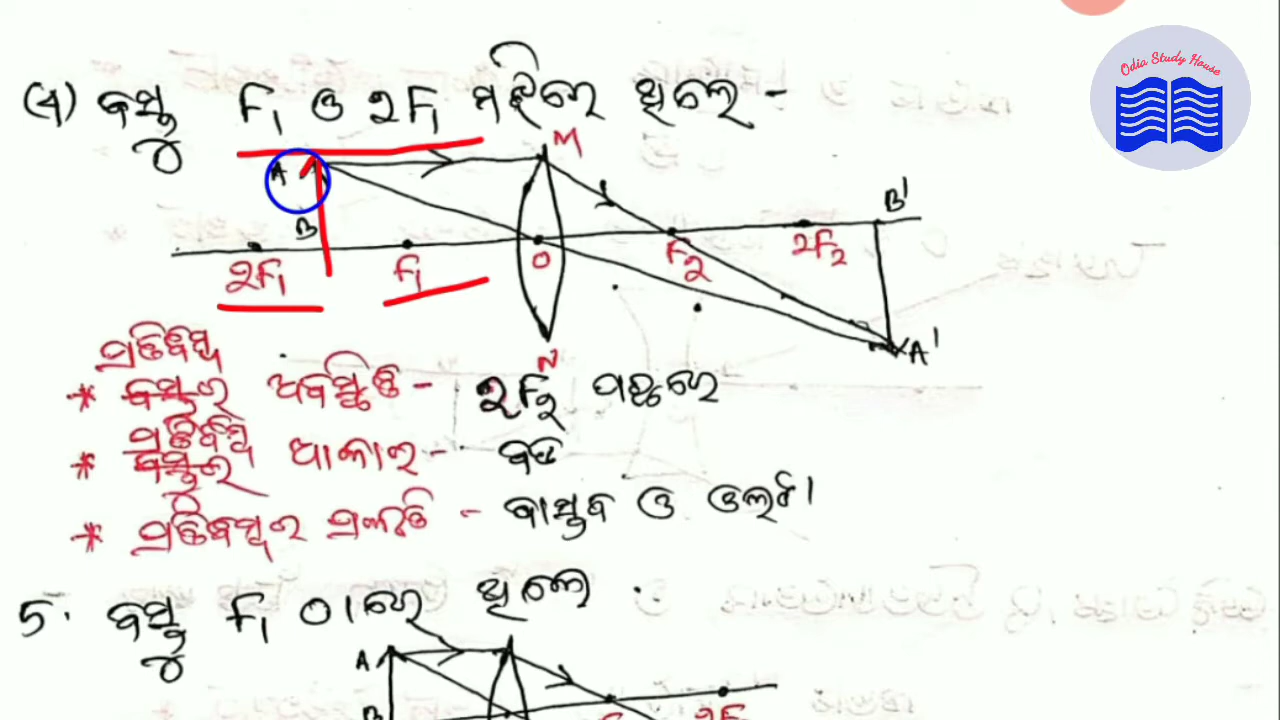 Odia Study House
(୪) ବସ୍ତୁ F₁ ଓ 2F₁ ମଝିରେ ଥିଲେ -
M
A
B
B'
2F₁ F₁ O F₂ 2F₂
A'
N
ପ୍ରତିବିମ୍ବ
* ବସ୍ତୁର ଅବସ୍ଥିତି - 2F₂ ପଛରେ
ପ୍ରତିବିମ୍ବ
* ବସ୍ତୁର ଆକାର - ବଡ
* ପ୍ରତିବିମ୍ବର ପ୍ରକୃତି - ବାସ୍ତବ ଓ ଓଲଟା
5. ବସ୍ତୁ F₁ ଠାରେ ଥିଲେ
A
B